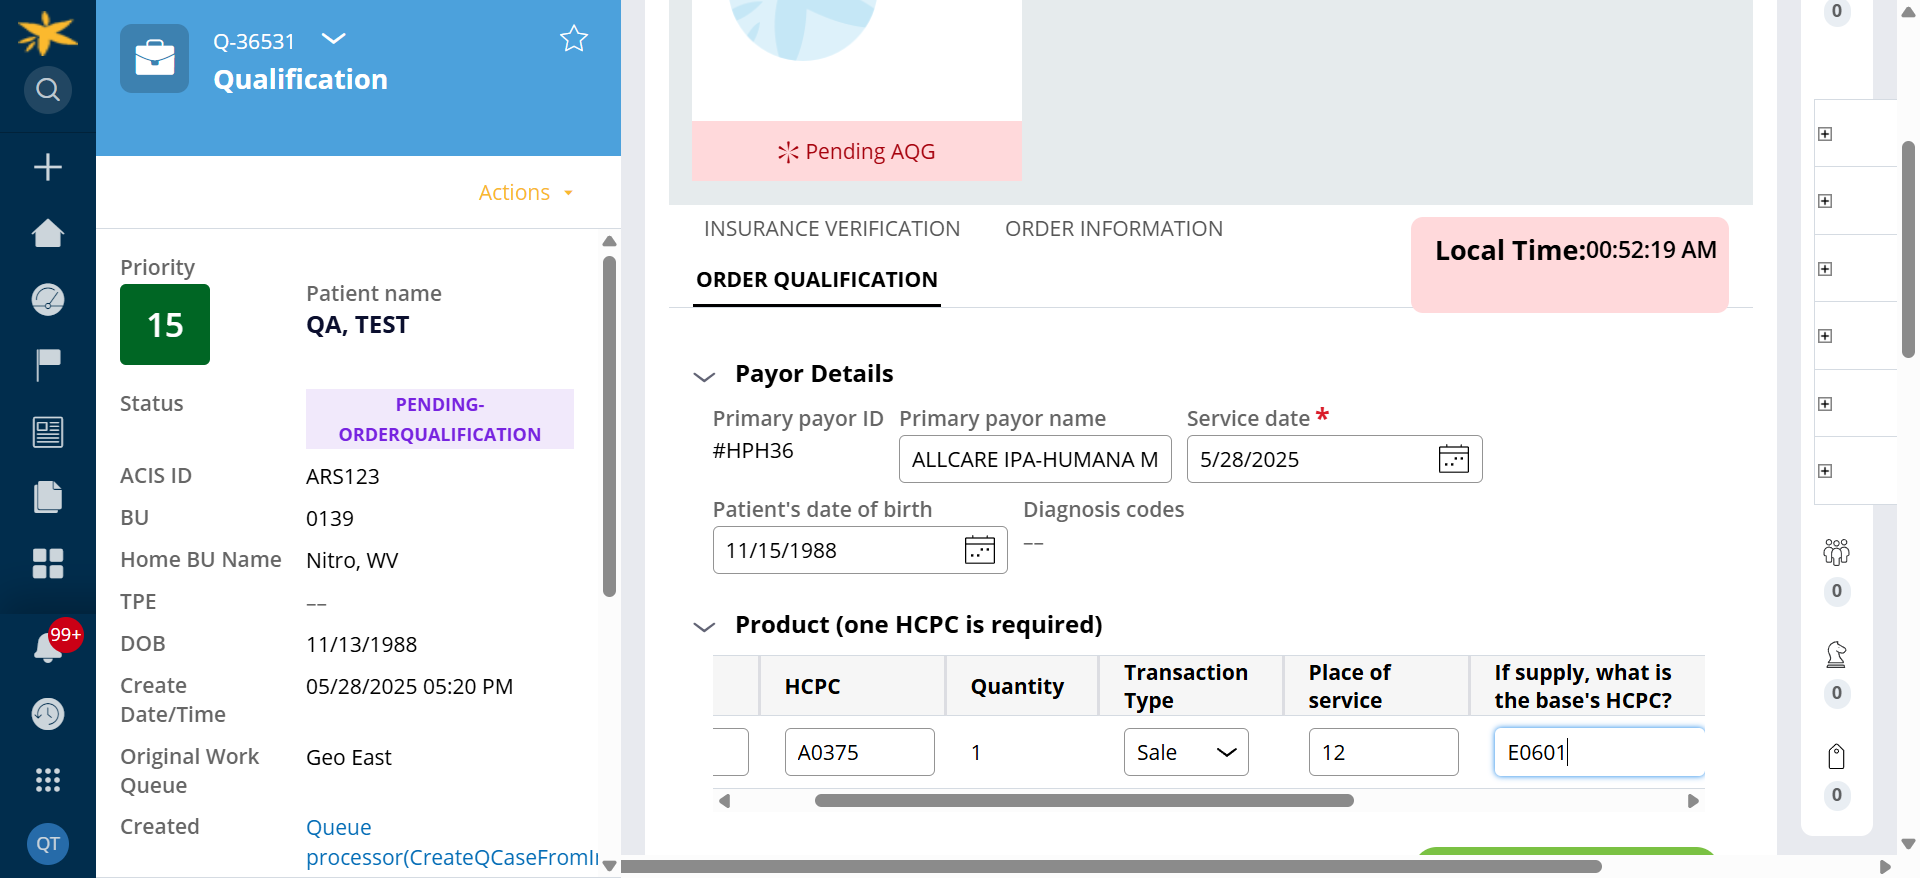 Q-36531
Qualification
Actions
Priority
15
Patient name
QA, TEST
Status
PENDING-
ORDERQUALIFICATION
ACIS ID
ARS123
BU
0139
Home BU Name
Nitro, WV
TPE
––
DOB
11/13/1988
Create
Date/Time
05/28/2025 05:20 PM
Original Work
Queue
Geo East
Created
Queue
processor(CreateQCaseFromI
99+
QT
Pending AQG
INSURANCE VERIFICATION
ORDER INFORMATION
ORDER QUALIFICATION
Local Time:00:52:19 AM
Payor Details
Primary payor ID
#HPH36
Primary payor name
ALLCARE IPA-HUMANA M
Service date *
5/28/2025
Patient's date of birth
11/15/1988
Diagnosis codes
––
Product (one HCPC is required)
HCPC
Quantity
Transaction
Type
Place of
service
If supply, what is
the base's HCPC?
A0375
1
Sale
12
E0601
0
0
0
0